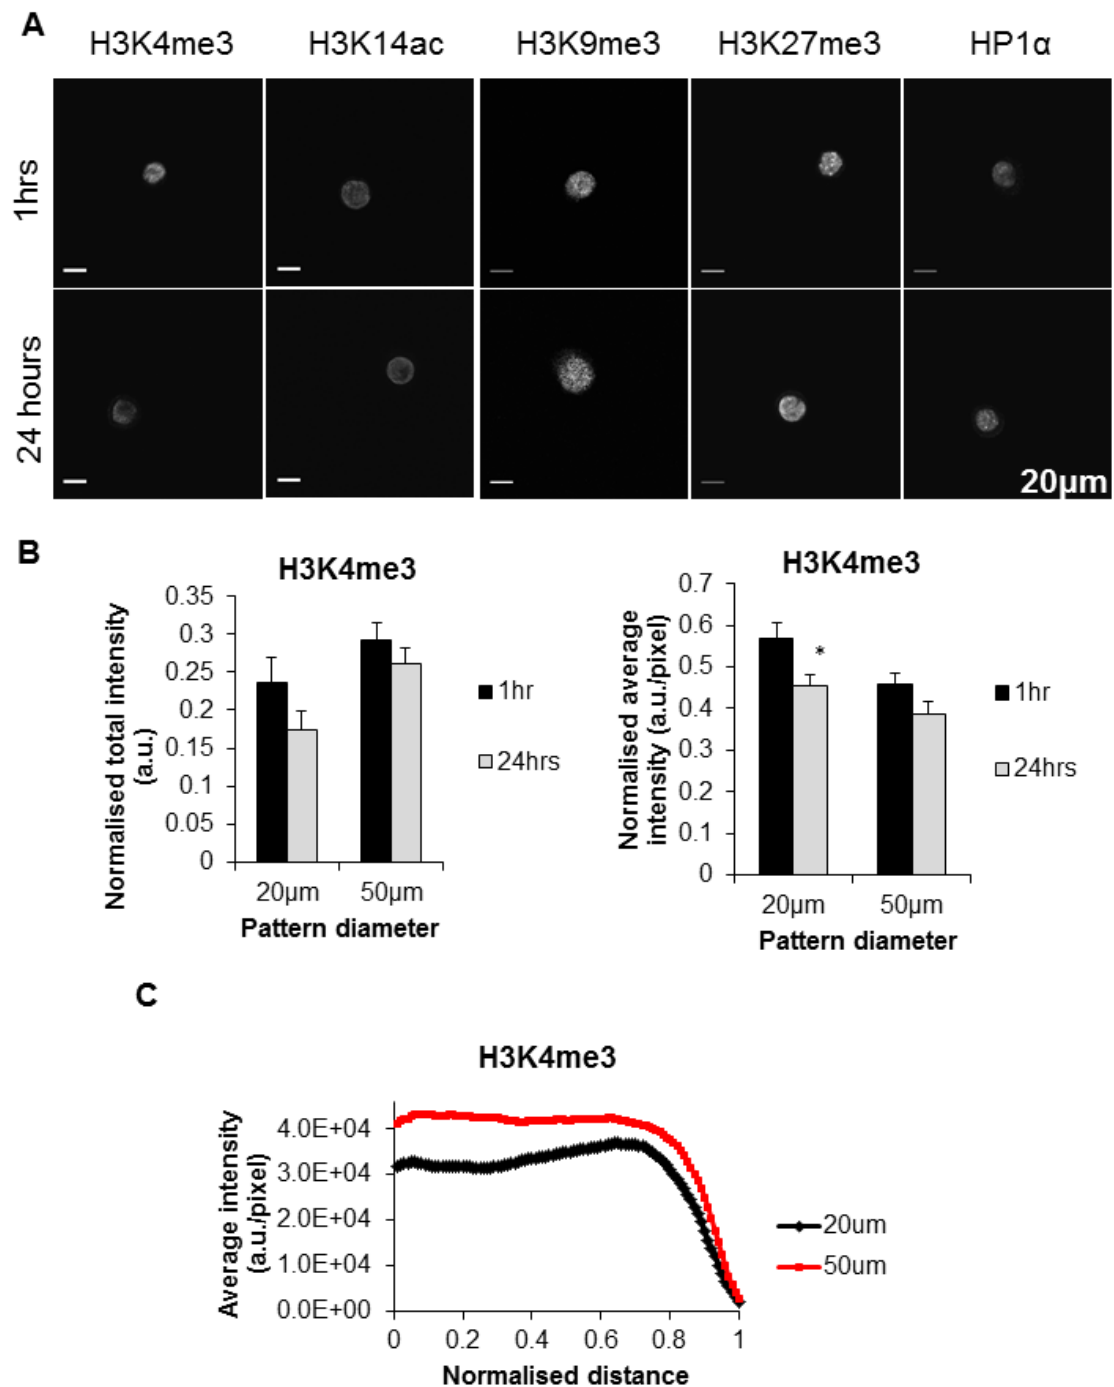 A
H3K4me3 H3K14ac H3K9me3 H3K27me3 HP1α
1hrs
24 hours
20µm
B
H3K4me3
Normalised total intensity
(a.u.)
0.35
0.3
0.25
0.2
0.15
0.1
0.05
0
20µm 50µm
Pattern diameter
1hr
24hrs
H3K4me3
Normalised average
intensity (a.u./pixel)
0.7
0.6
0.5
0.4
0.3
0.2
0.1
0
*
20µm 50µm
Pattern diameter
1hr
24hrs
C
H3K4me3
Average intensity
(a.u./pixel)
4.0E+04
3.0E+04
2.0E+04
1.0E+04
0.0E+00
0 0.2 0.4 0.6 0.8 1
Normalised distance
20um
50um